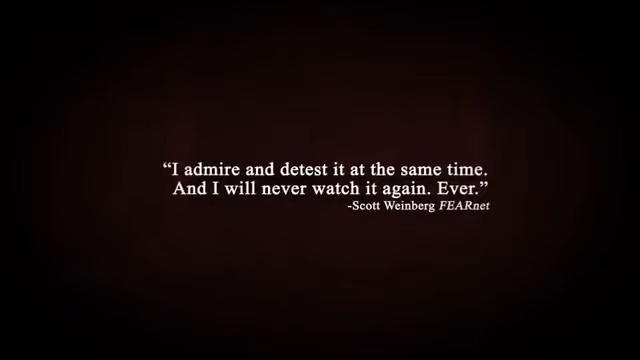 “I admire and detest it at the same time.
And I will never watch it again. Ever.”
-Scott Weinberg FEARnet